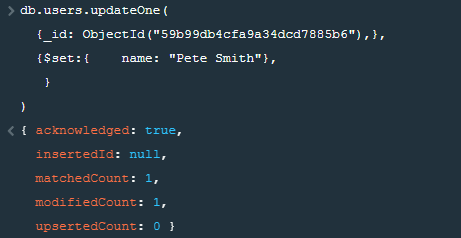 > db.users.updateOne(
{_id: ObjectId("59b99db4cfa9a34dcd7885b6"),},
{$set:{    name: "Pete Smith"},
}
)
< { acknowledged: true,
insertedId: null,
matchedCount: 1,
modifiedCount: 1,
upsertedCount: 0 }